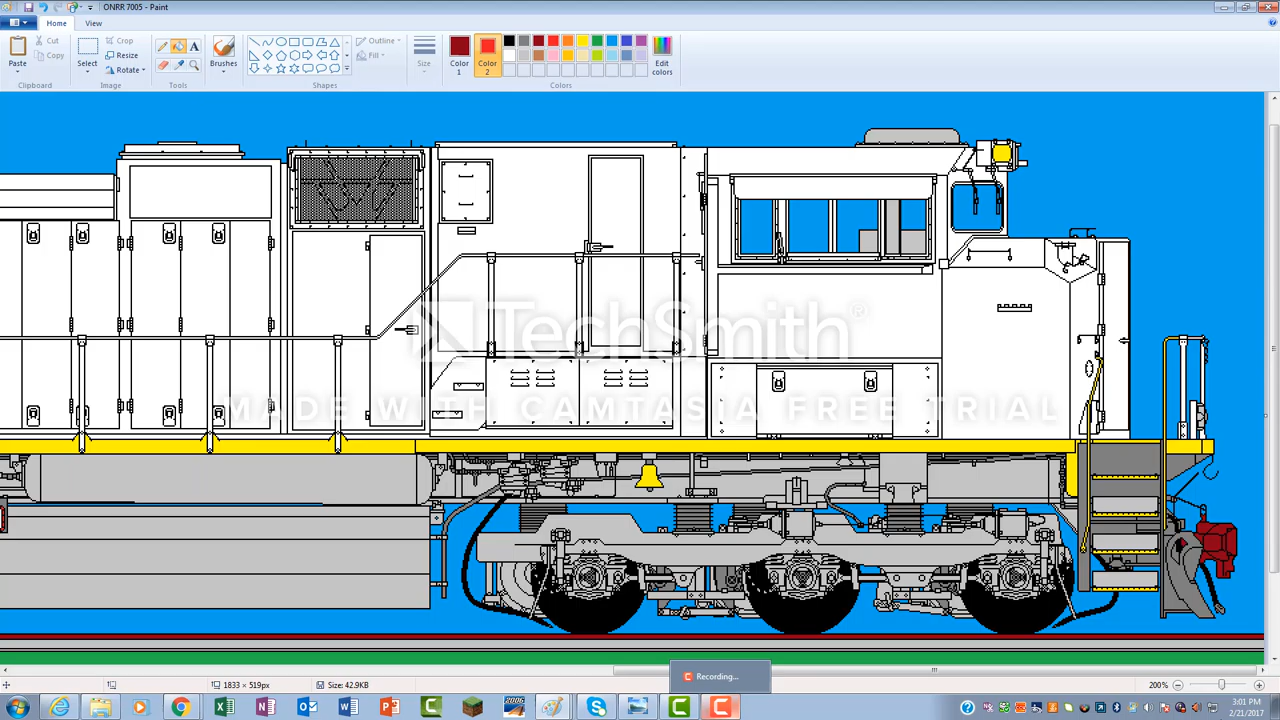 ONRR 7005 - Paint
Home View
Paste
Cut
Copy
Clipboard
Select
Crop
Resize
Rotate
Image
A
Tools
Brushes
Outline
Fill
Shapes
Size
Color 1
Color 2
Edit colors
Colors
TechSmith®
MADE WITH CAMTASIA FREE TRIAL
Recording...
1833 × 519px
Size: 42.9KB
200%
2006
3:01 PM
2/21/2017